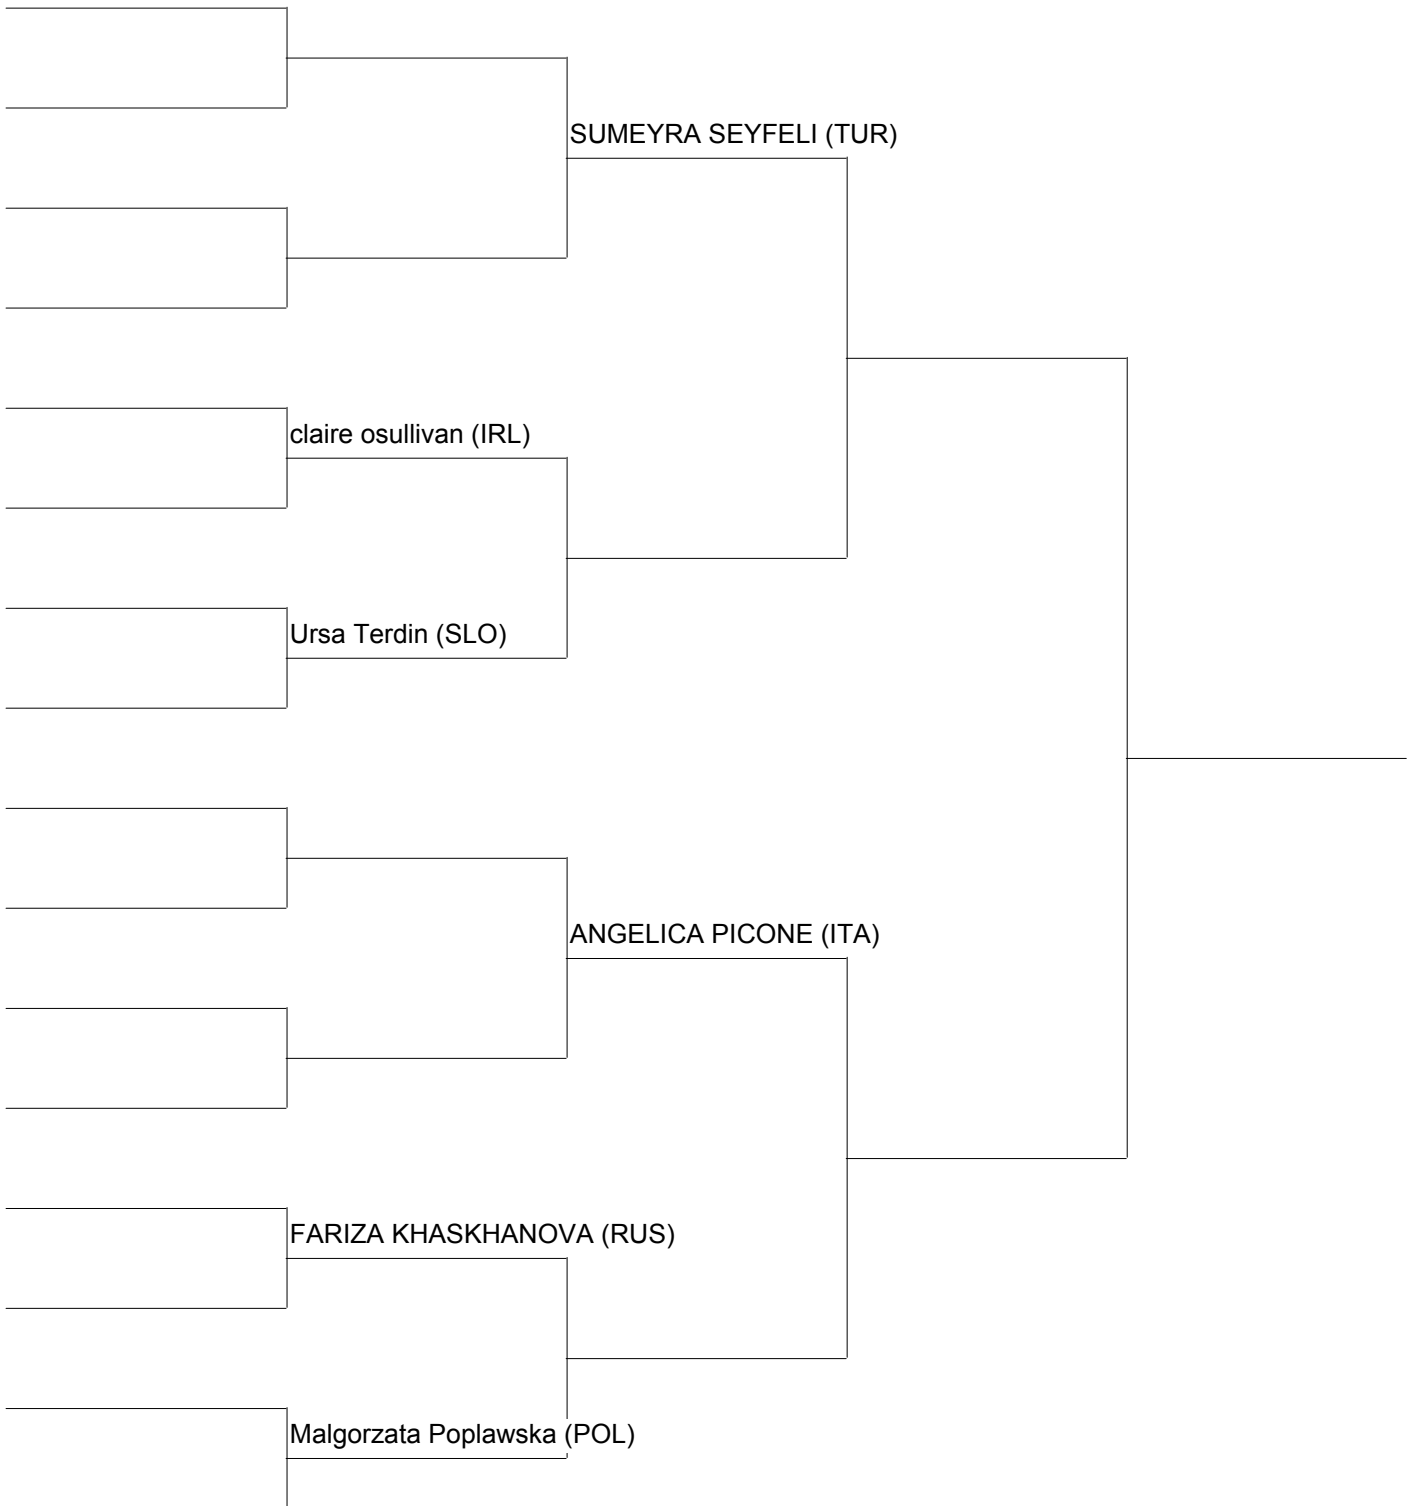 SUMEYRA SEYFELI (TUR)
claire osullivan (IRL)
Ursa Terdin (SLO)
ANGELICA PICONE (ITA)
FARIZA KHASKHANOVA (RUS)
Malgorzata Poplawska (POL)